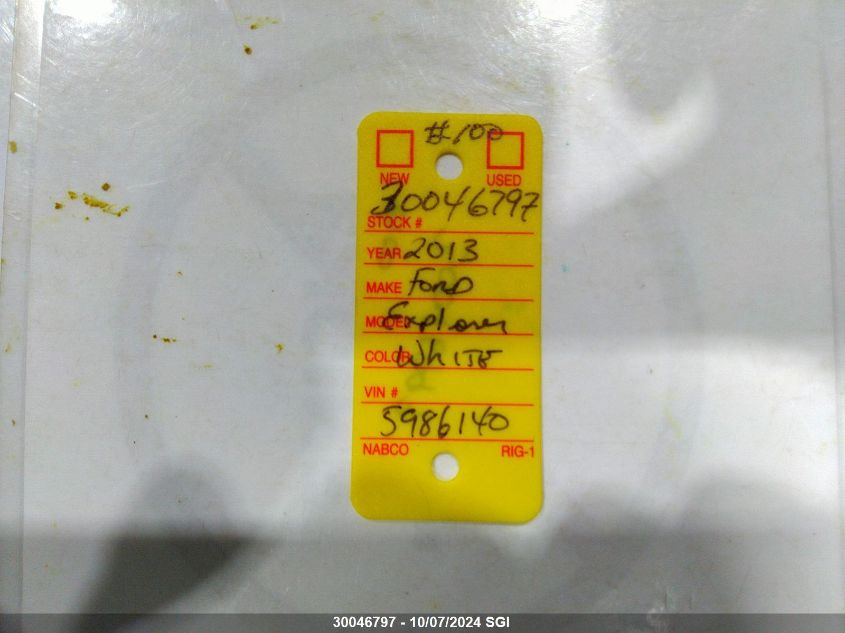 #100
NEW USED
30046797
STOCK #
YEAR 2013
MAKE Ford
MODEL Explorer
COLOR WhITE
VIN #
5986140
NABCO RIG-1
30046797 - 10/07/2024 SGI